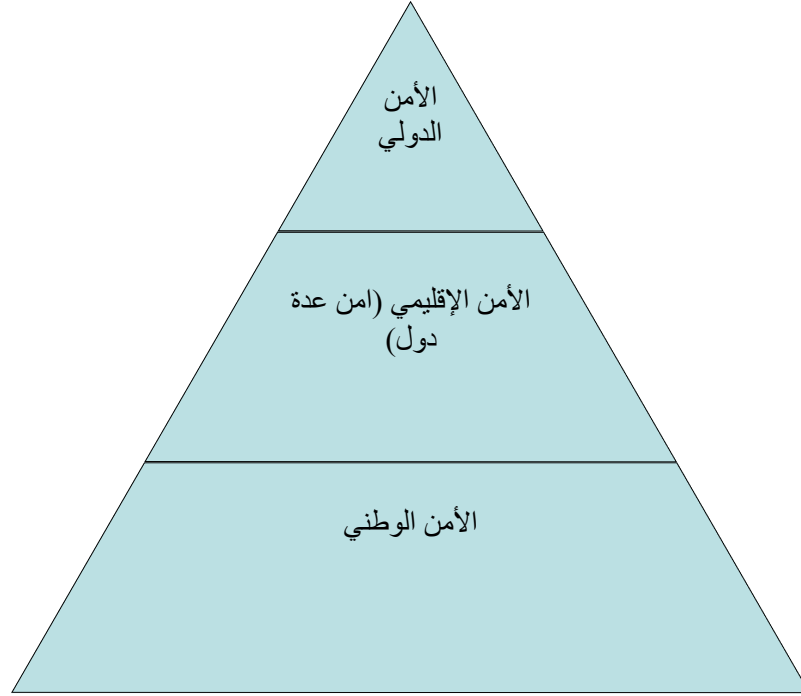 الأمن
الدولي
الأمن الإقليمي (امن عدة
دول)
الأمن الوطني